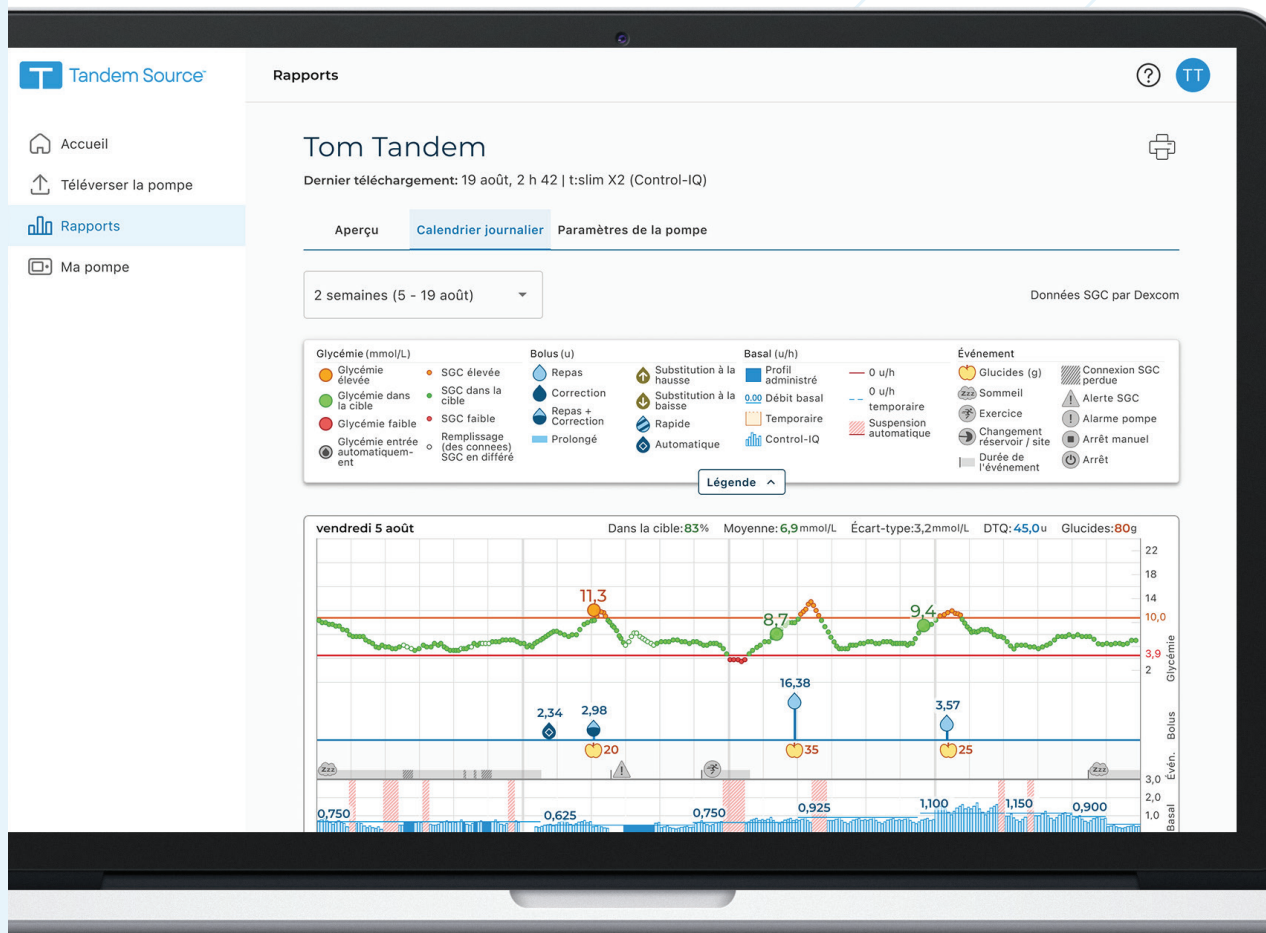 Tandem Source
Rapports
TT
Accueil
Téléverser la pompe
Rapports
Ma pompe
Tom Tandem
Dernier téléchargement: 19 août, 2 h 42 | t:slim X2 (Control-IQ)
Aperçu
Calendrier journalier
Paramètres de la pompe
2 semaines (5 - 19 août)
Données SGC par Dexcom
Glycémie (mmol/L)
Glycémie
élevée
Glycémie dans
la cible
Glycémie faible
Glycémie entrée
automatiquem-
ent
SGC élevée
SGC dans la
cible
SGC faible
Remplissage
(des connees)
SGC en différé
Bolus (u)
Repas
Correction
Repas +
Correction
Prolongé
Substitution à la
hausse
Substitution à la
baisse
Rapide
Automatique
Basal (u/h)
Profil
administré
0.00 Débit basal
Temporaire
Control-IQ
0 u/h
0 u/h
temporaire
Suspension
automatique
Événement
Glucides (g)
Zzz Sommeil
Exercice
Changement
réservoir / site
Durée de
l'événement
Connexion SGC
perdue
Alerte SGC
Alarme pompe
Arrêt manuel
Arrêt
Légende
vendredi 5 août
Dans la cible:83% Moyenne: 6,9 mmol/L Écart-type:3,2mmol/L DTQ: 45,0 u Glucides:80g
22
18
14
10,0
3,9
2
Glycémie
11,3
8,7
9,4
2,34
2,98
16,38
3,57
Bolus
20
35
25
Évén.
Zzz
Zzz
3,0
2,0
1,0
Basal
0,750
0,625
0,750
0,925
1,100
1,150
0,900